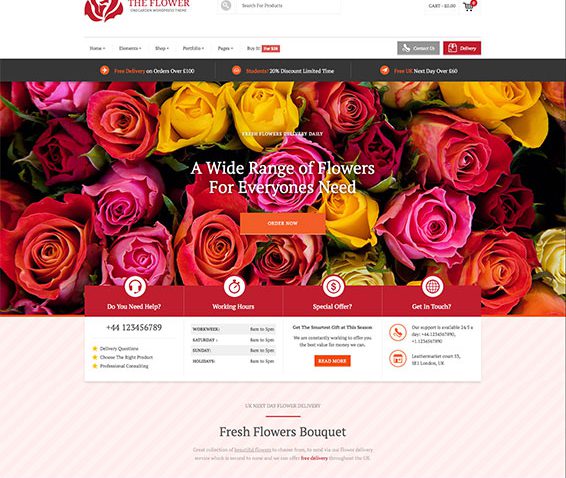 THE FLOWER
ONEGARDEN WORDPRESS THEME
Search For Products
CART - £0.00
0
Home
Elements
Shop
Portfolio
Pages
Buy It For $58
Contact Us
Delivery
Free Delivery on Orders Over £100
Students: 20% Discount Limited Time
Free UK Next Day Over £60
FRESH FLOWERS DELIVERY DAILY
A Wide Range of Flowers
For Everyones Need
ORDER NOW
Do You Need Help?
+44 123456789
Delivery Questions
Choose The Right Product
Professional Consulting
Working Hours
WORKWEEK: 8am to 5pm
SATURDAY : 8am to 5pm
SUNDAY: 8am to 5pm
HOLIDAYS: 8am to 5pm
Special Offer?
Get The Smartest Gift at This Season
We are constantly working to offer you
the best value for money we can.
READ MORE
Get In Touch?
Our support is available 24/5 a
day: +44 123456789,
+1 123456789
Leathermarket court 35,
SE1 London, UK
UK NEXT DAY FLOWER DELIVERY
Fresh Flowers Bouquet
Great collection of beautiful flowers to choose from, to send via our Flower delivery
service which is second to none and we can offer free delivery throughout the UK.